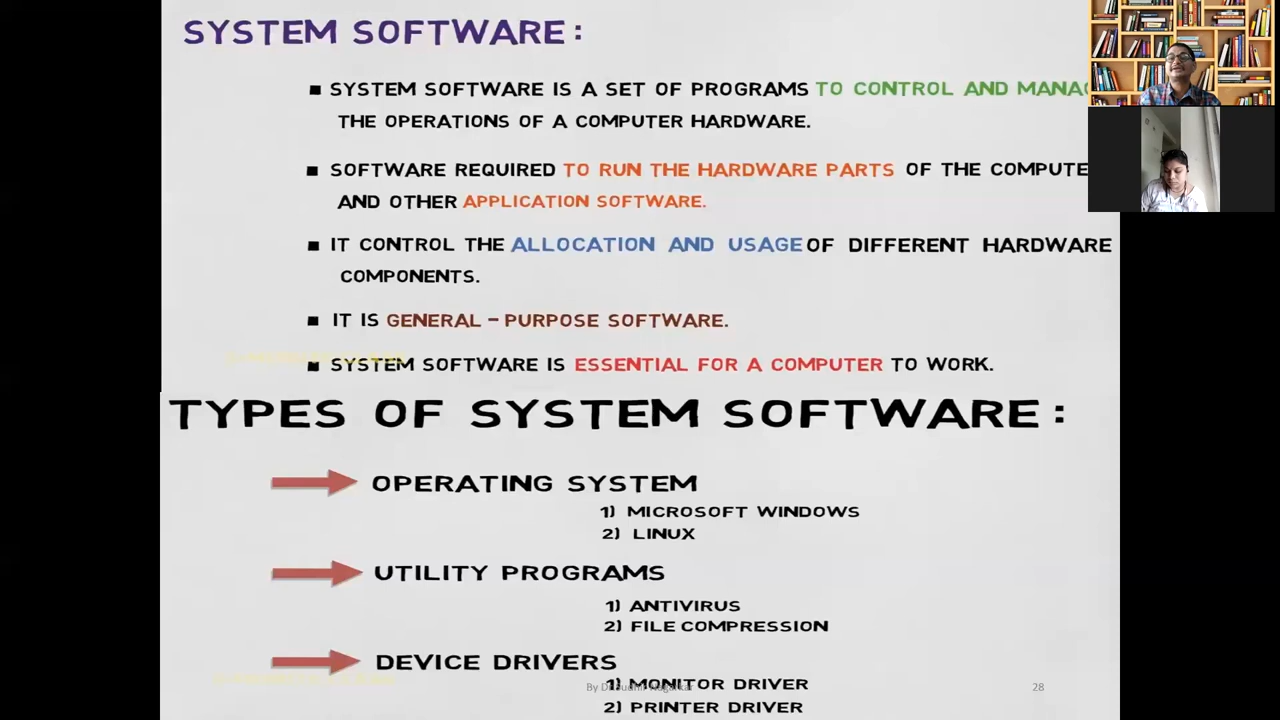 SYSTEM SOFTWARE :
■ SYSTEM SOFTWARE IS A SET OF PROGRAMS TO CONTROL AND MANAG
THE OPERATIONS OF A COMPUTER HARDWARE.
■ SOFTWARE REQUIRED TO RUN THE HARDWARE PARTS OF THE COMPUTE
AND OTHER APPLICATION SOFTWARE.
■ IT CONTROL THE ALLOCATION AND USAGE OF DIFFERENT HARDWARE
COMPONENTS.
■ IT IS GENERAL – PURPOSE SOFTWARE.
■ SYSTEM SOFTWARE IS ESSENTIAL FOR A COMPUTER TO WORK.
TYPES OF SYSTEM SOFTWARE :
OPERATING SYSTEM
1) MICROSOFT WINDOWS
2) LINUX
UTILITY PROGRAMS
1) ANTIVIRUS
2) FILE COMPRESSION
DEVICE DRIVERS
1) MONITOR DRIVER
By
28
2) PRINTER DRIVER